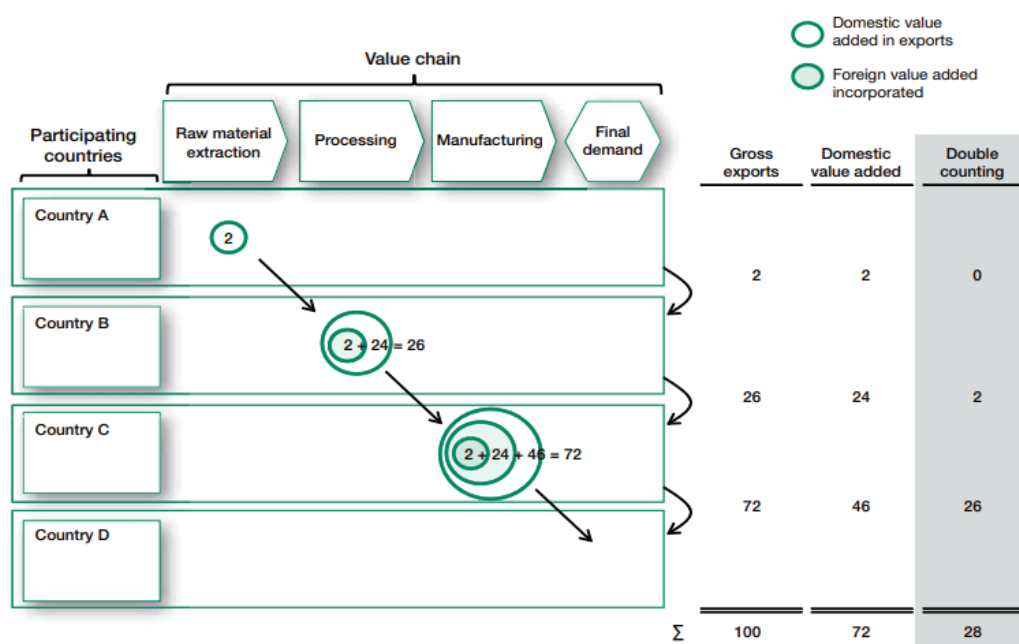 Domestic value
added in exports
Foreign value added
incorporated
Value chain
Participating
countries
Raw material
extraction
Processing
Manufacturing
Final
demand
Gross
exports
Domestic
value added
Double
counting
Country A
2
2
2
0
Country B
2 + 24 = 26
26
24
2
Country C
2 + 24 + 46 = 72
72
46
26
Country D
Σ
100
72
28